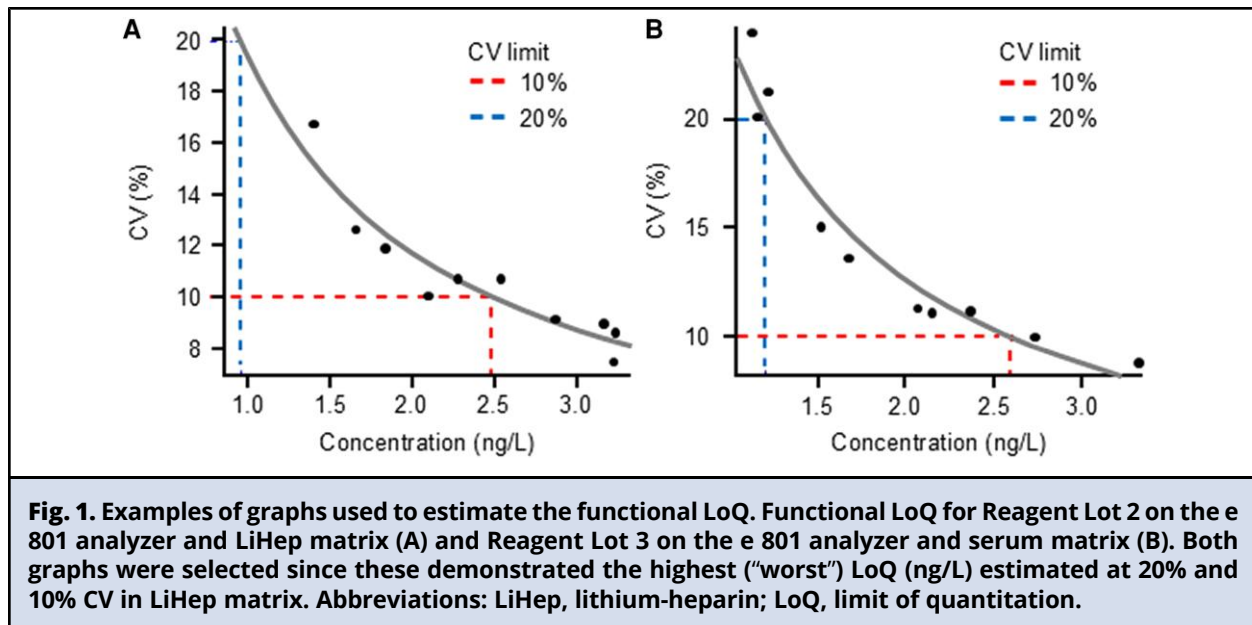 A
CV limit
10%
20%
20
18
16
14
12
10
8
CV (%)
1.0 1.5 2.0 2.5 3.0
Concentration (ng/L)
B
CV limit
10%
20%
20
15
10
CV (%)
1.5 2.0 2.5 3.0
Concentration (ng/L)
Fig. 1. Examples of graphs used to estimate the functional LoQ. Functional LoQ for Reagent Lot 2 on the e
801 analyzer and LiHep matrix (A) and Reagent Lot 3 on the e 801 analyzer and serum matrix (B). Both
graphs were selected since these demonstrated the highest (“worst”) LoQ (ng/L) estimated at 20% and
10% CV in LiHep matrix. Abbreviations: LiHep, lithium-heparin; LoQ, limit of quantitation.